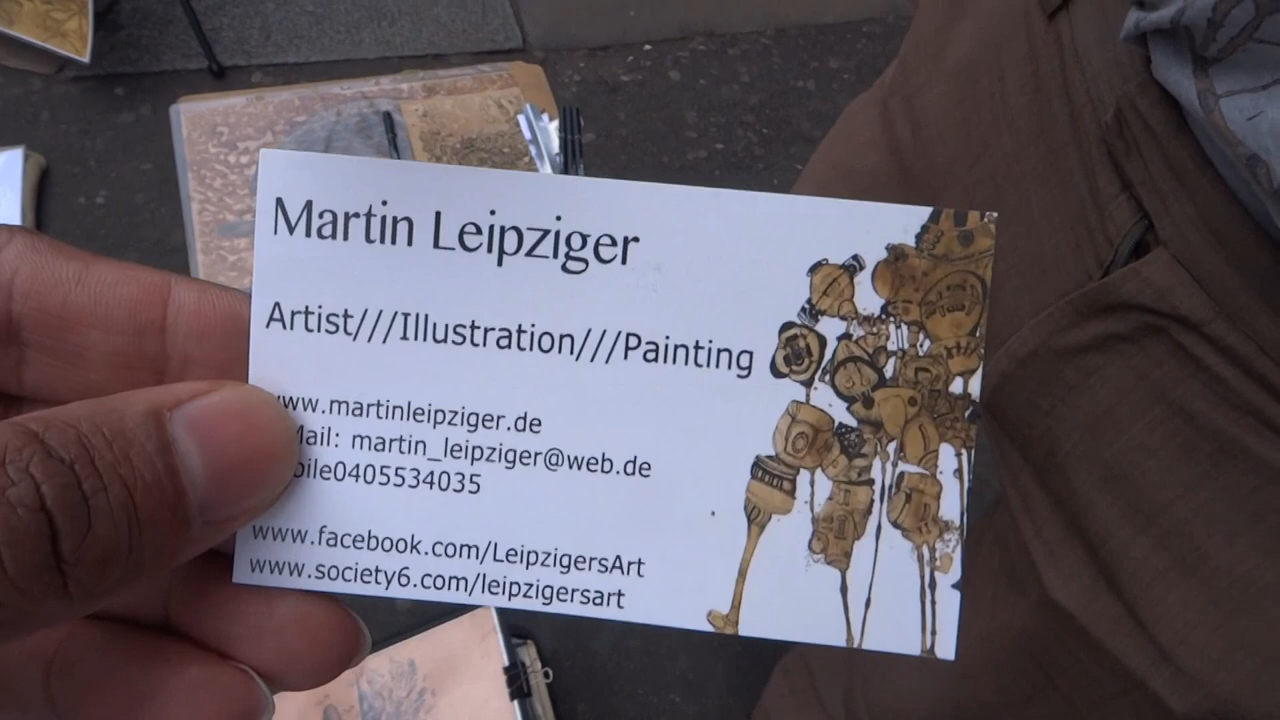 Martin Leipziger
Artist///Illustration///Painting
www.martinleipziger.de
Mail: martin_leipziger@web.de
bile0405534035
www.facebook.com/LeipzigersArt
www.society6.com/leipzigersart